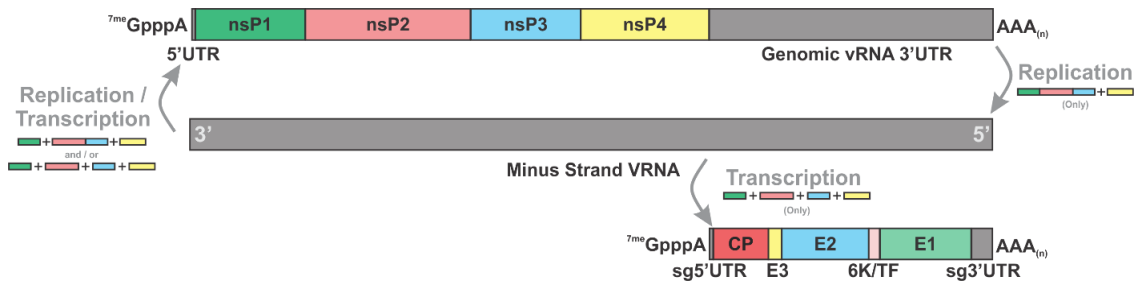 7meGpppA nsP1 nsP2 nsP3 nsP4 AAA(n)
5'UTR Genomic vRNA 3'UTR
Replication
(Only)
Replication /
Transcription
and / or
3' 5'
Minus Strand VRNA
Transcription
(Only)
7meGpppA CP E2 E1 AAA(n)
sg5'UTR E3 6K/TF sg3'UTR